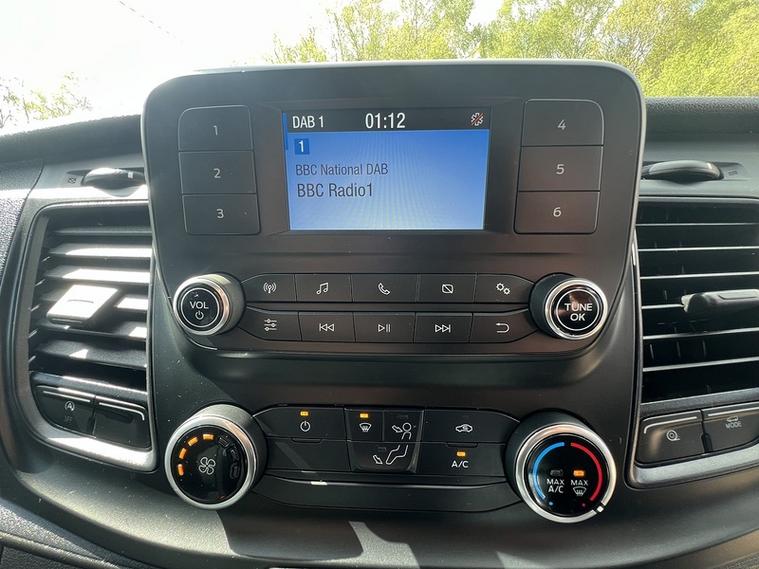 DAB 1 01:12
1
BBC National DAB
BBC Radio1
1
2
3
4
5
6
VOL
TUNE
OK
A/C
MAX
A/C
MAX
MODE